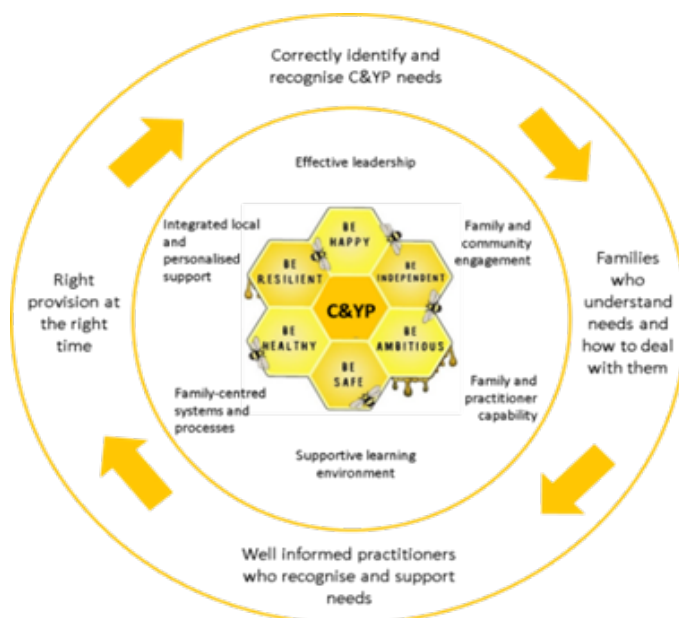 Correctly identify and
recognise C&YP needs
Effective leadership
Integrated local
and
personalised
support
Family and
community
engagement
BE
HAPPY
BE
RESILIENT
BE
INDEPENDENT
C&YP
BE
HEALTHY
BE
AMBITIOUS
BE
SAFE
Right
provision at
the right
time
Families
who
understand
needs and
how to deal
with them
Family-centred
systems and
processes
Family and
practitioner
capability
Supportive learning
environment
Well informed practitioners
who recognise and support
needs